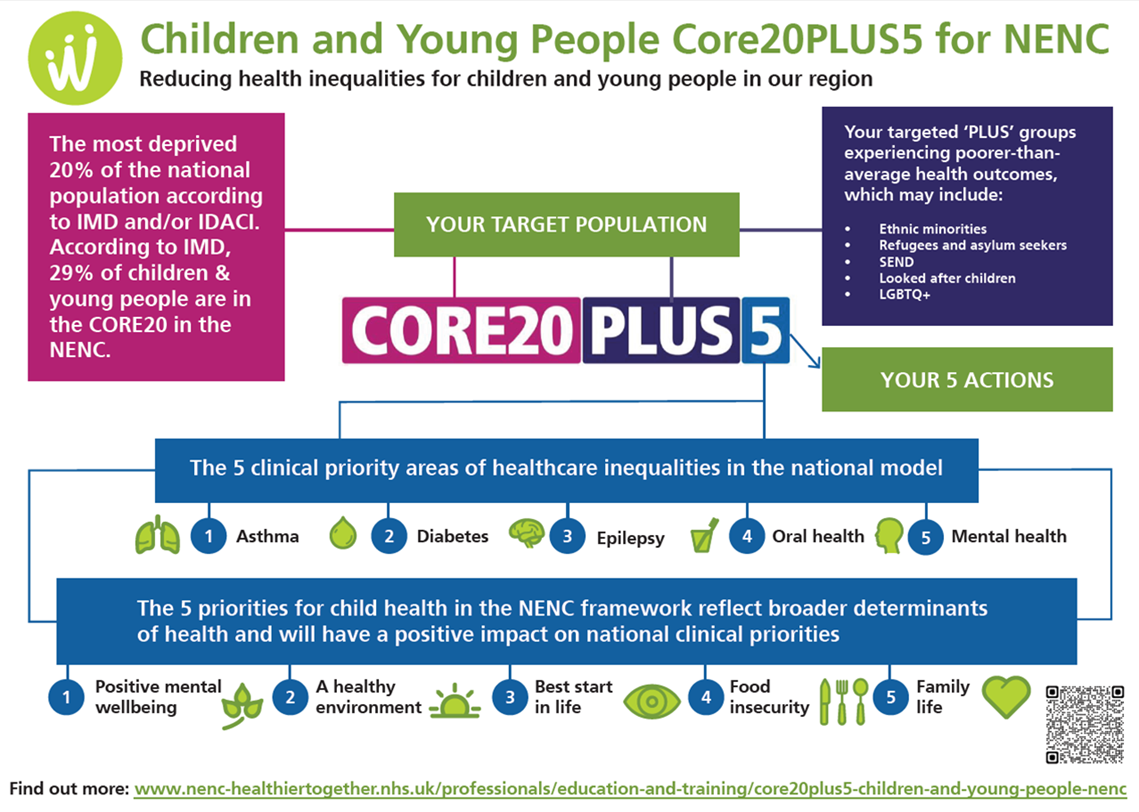 Children and Young People Core20PLUS5 for NENC
Reducing health inequalities for children and young people in our region
The most deprived
20% of the national
population according
to IMD and/or IDACI.
According to IMD,
29% of children &
young people are in
the CORE20 in the
NENC.
YOUR TARGET POPULATION
Your targeted ‘PLUS’ groups
experiencing poorer-than-
average health outcomes,
which may include:
• Ethnic minorities
• Refugees and asylum seekers
• SEND
• Looked after children
• LGBTQ+
CORE20 PLUS 5
YOUR 5 ACTIONS
The 5 clinical priority areas of healthcare inequalities in the national model
1 Asthma
2 Diabetes
3 Epilepsy
4 Oral health
5 Mental health
The 5 priorities for child health in the NENC framework reflect broader determinants
of health and will have a positive impact on national clinical priorities
1 Positive mental
wellbeing
2 A healthy
environment
3 Best start
in life
4 Food
insecurity
5 Family
life
Find out more: www.nenc-healthiertogether.nhs.uk/professionals/education-and-training/core20plus5-children-and-young-people-nenc